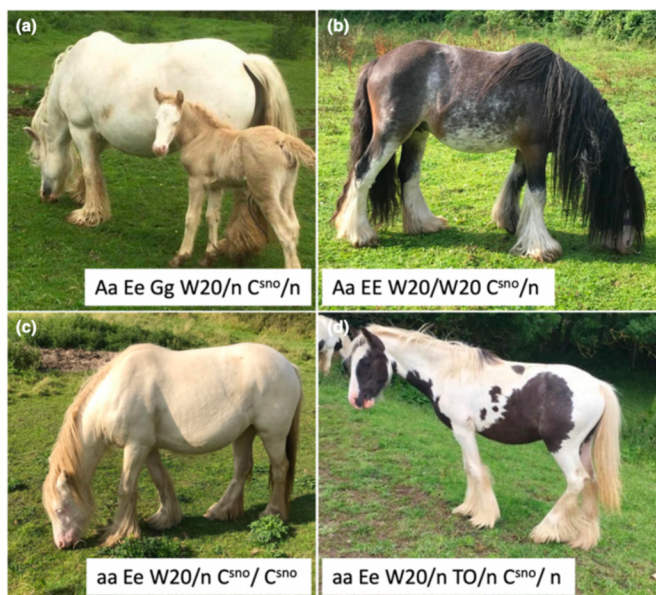 (a)
Aa Ee Gg W20/n Cˢⁿᵒ/n
(b)
Aa EE W20/W20 Cˢⁿᵒ/n
(c)
aa Ee W20/n Cˢⁿᵒ/ Cˢⁿᵒ
(d)
aa Ee W20/n TO/n Cˢⁿᵒ/ n